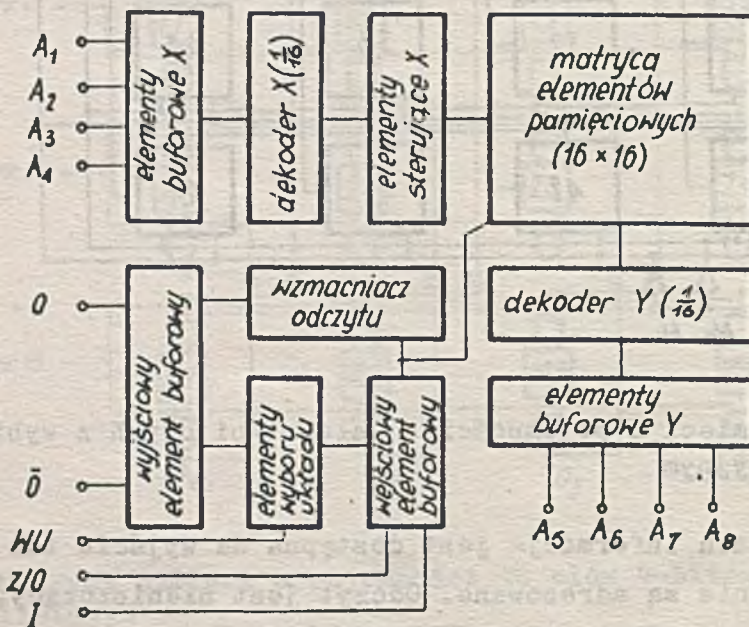 A1
A2
A3
A4
elementy
buforowe X
dekoder X (1/16)
elementy
sterujące X
matryca
elementów
pamięciowych
(16 × 16)
O
Ō
WU
Z/O
I
wyjściowy
element buforowy
wzmacniacz
odczytu
elementy
wyboru
układu
wejściowy
element
buforowy
dekoder Y (1/16)
elementy
buforowe Y
A5 A6 A7 A8